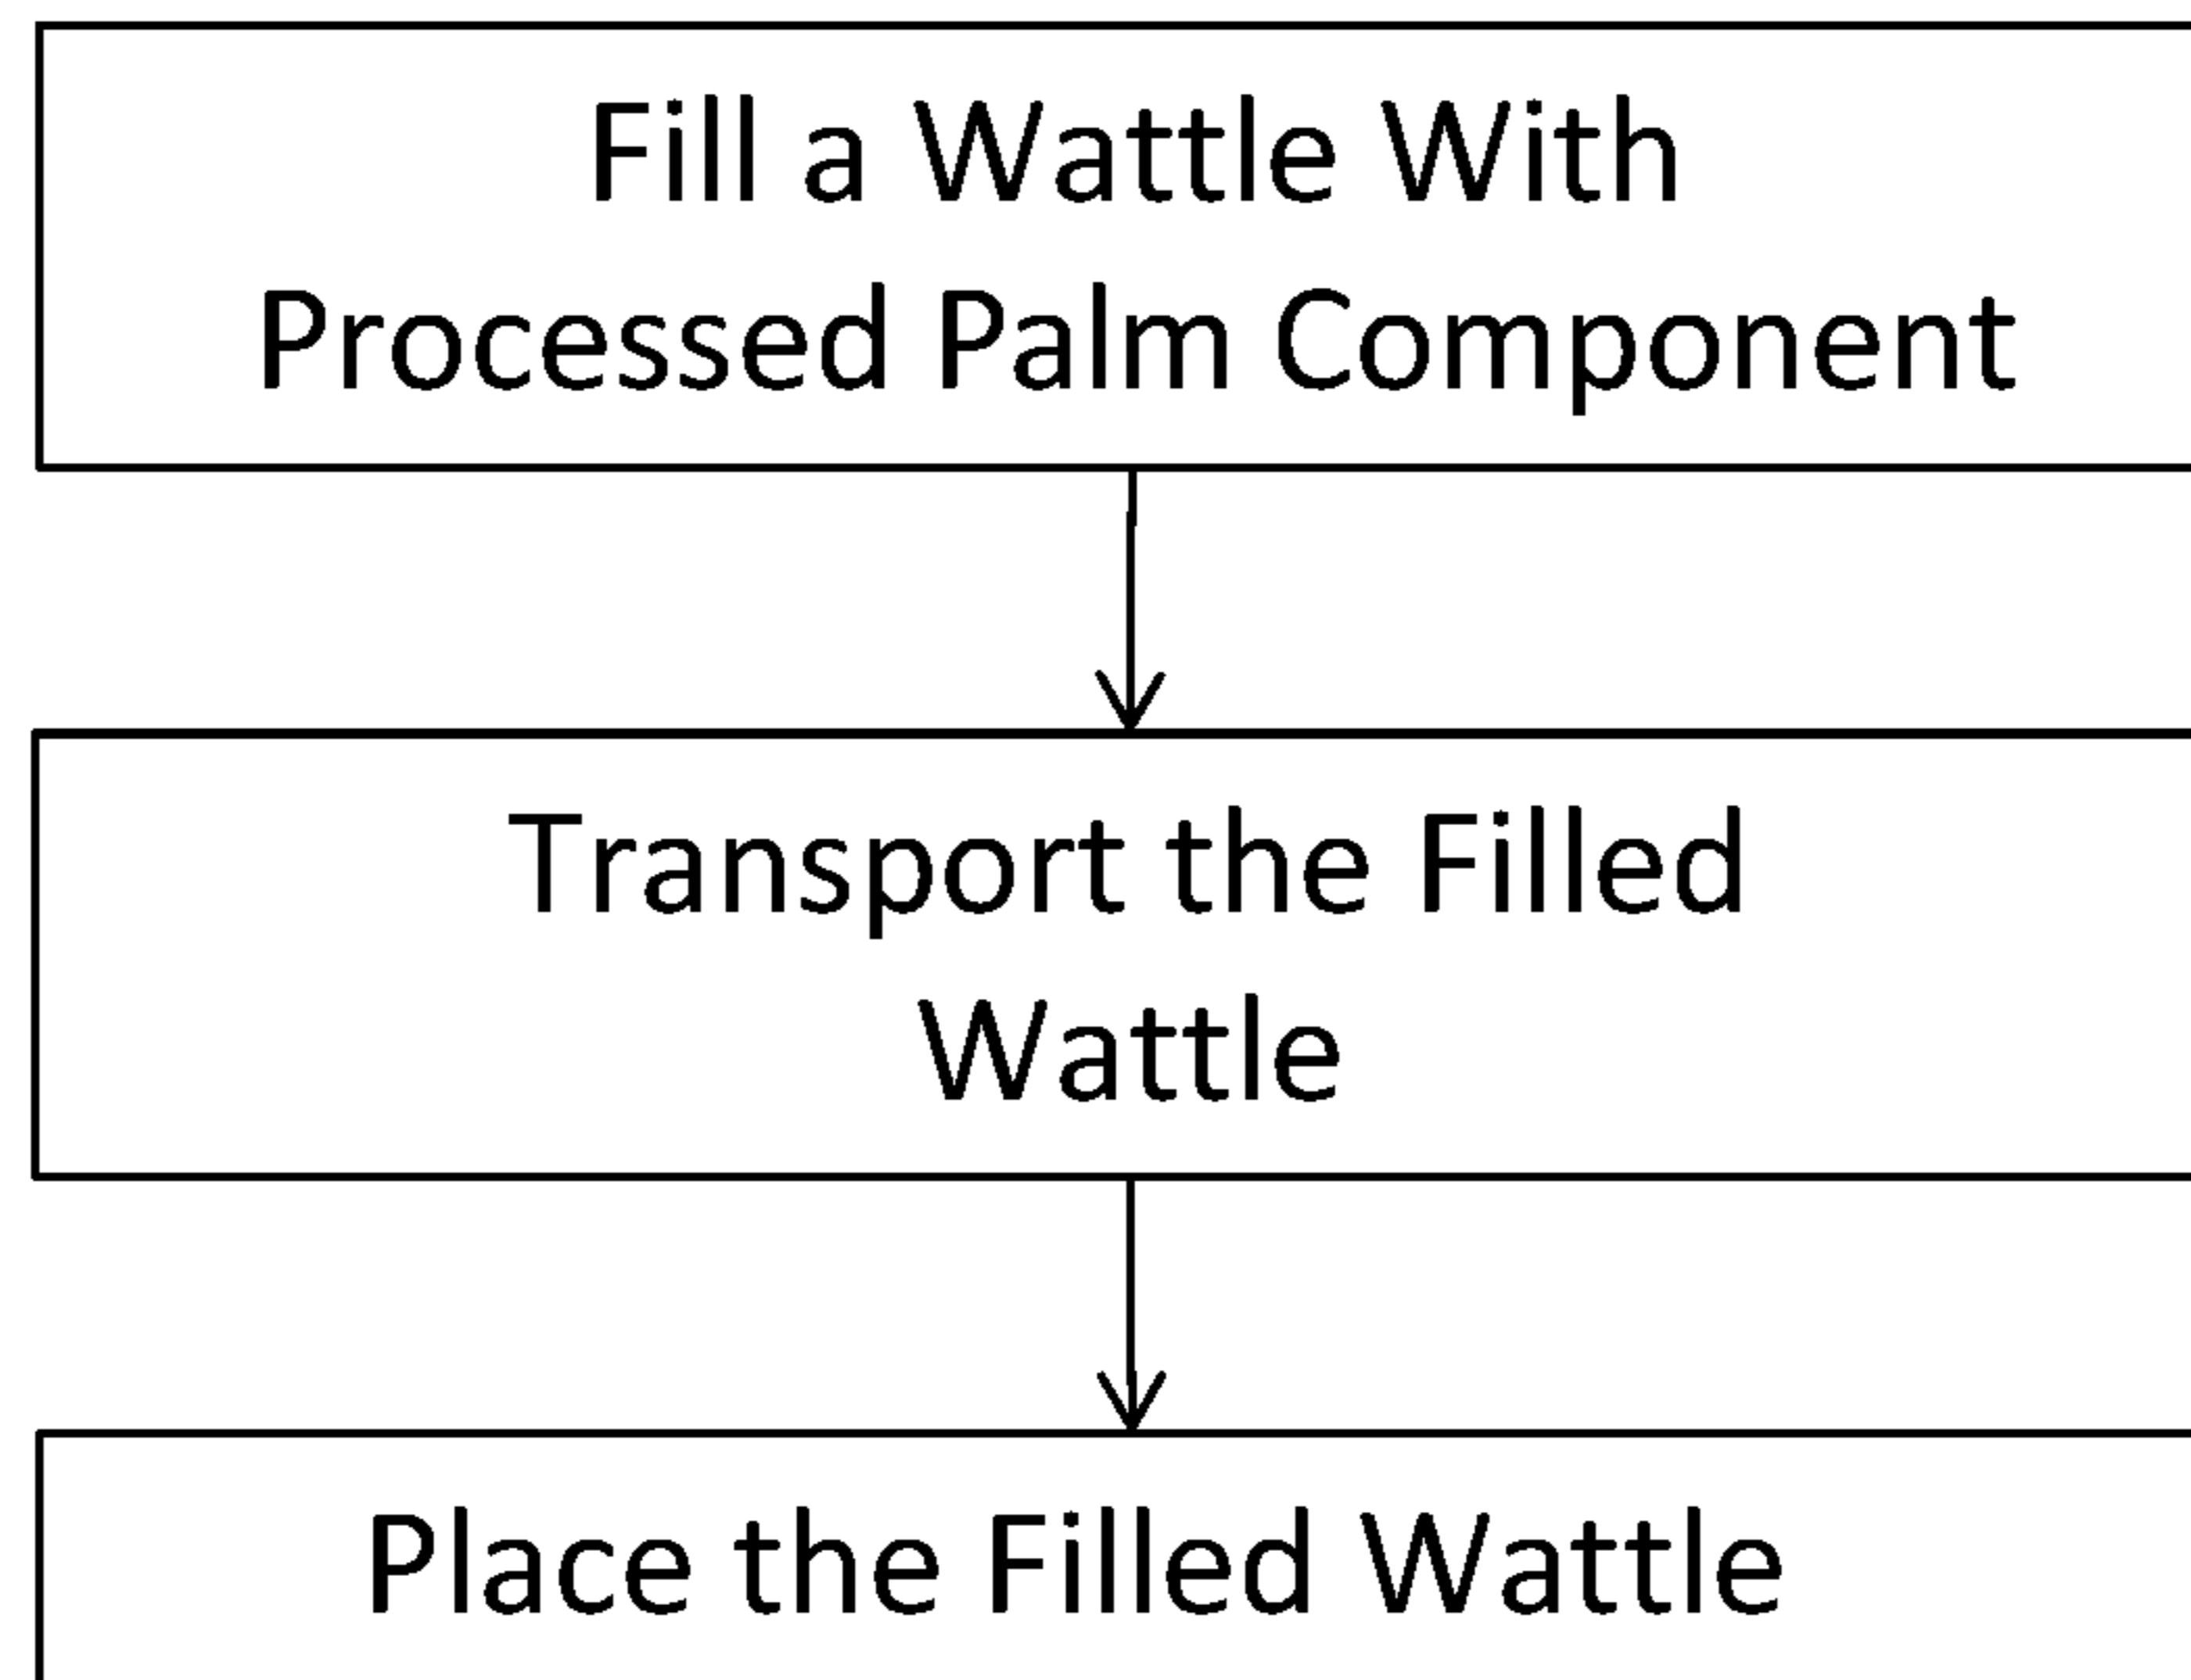 Fill a Wattle With
Processed Palm Component
Transport the Filled
Wattle
Place the Filled Wattle